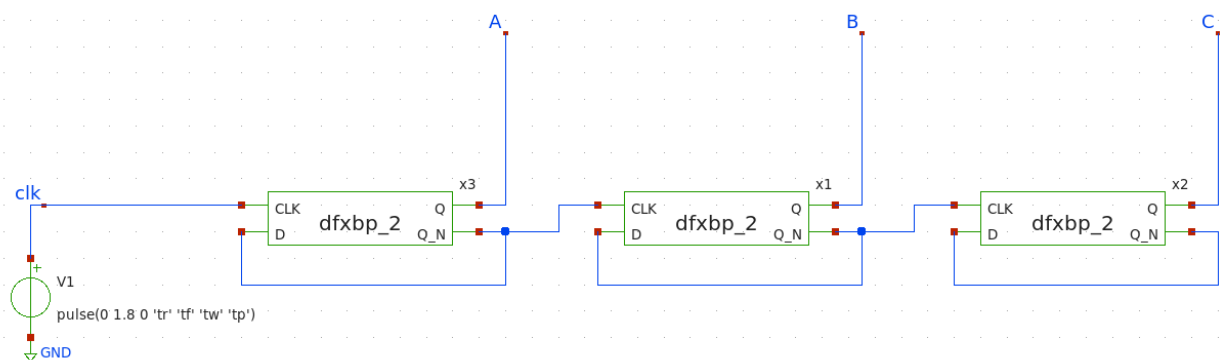 A
B
C
clk
x3
CLK
Q
dfxbp_2
D
Q_N
x1
CLK
Q
dfxbp_2
D
Q_N
x2
CLK
Q
dfxbp_2
D
Q_N
+
V1
pulse(0 1.8 0 'tr' 'tf' 'tw' 'tp')
GND